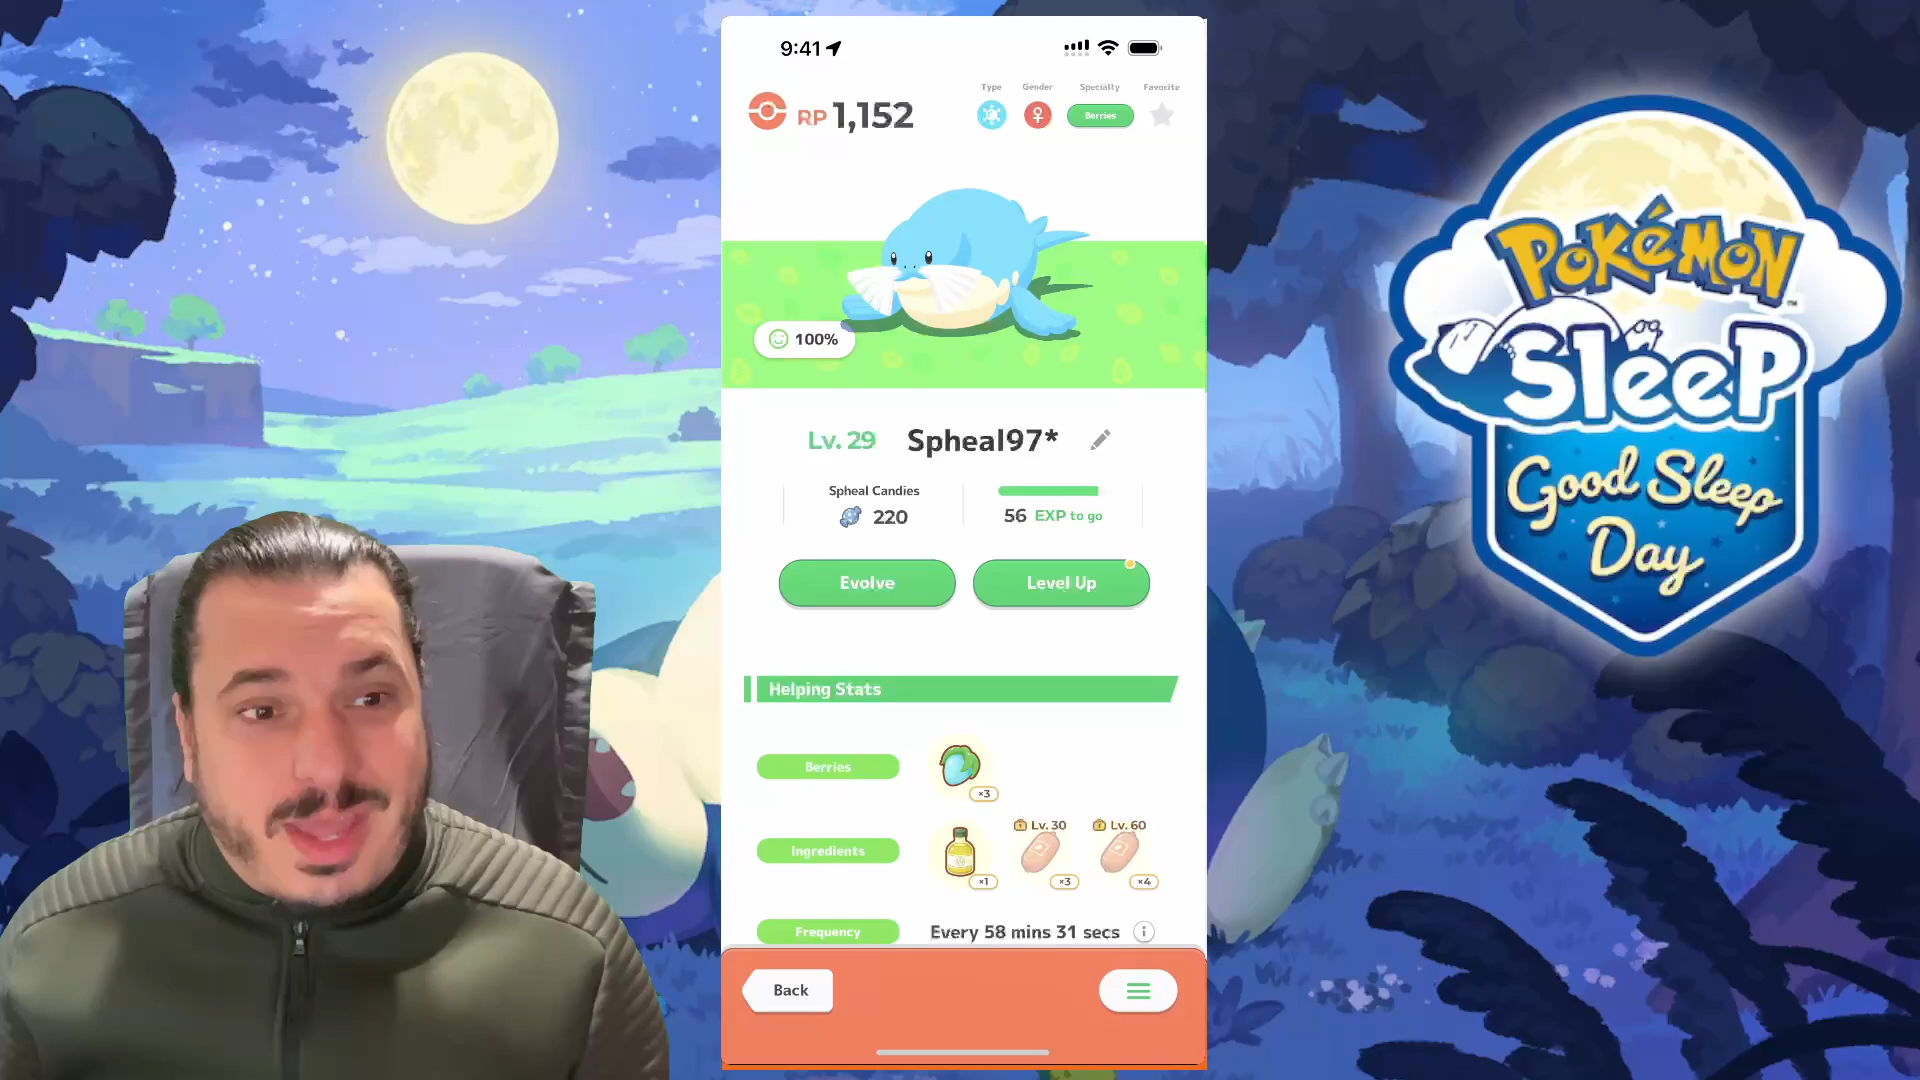 9:41
RP 1,152
Type Gender Specialty Favorite
Berries
100%
Lv. 29 Spheal97*
Spheal Candies
220
56 EXP to go
Evolve Level Up
Helping Stats
Berries
×3
Ingredients
×1
Lv. 30
×3
Lv. 60
×4
Frequency Every 58 mins 31 secs
Back
POKéMON
TM
Sleep
Good Sleep
Day